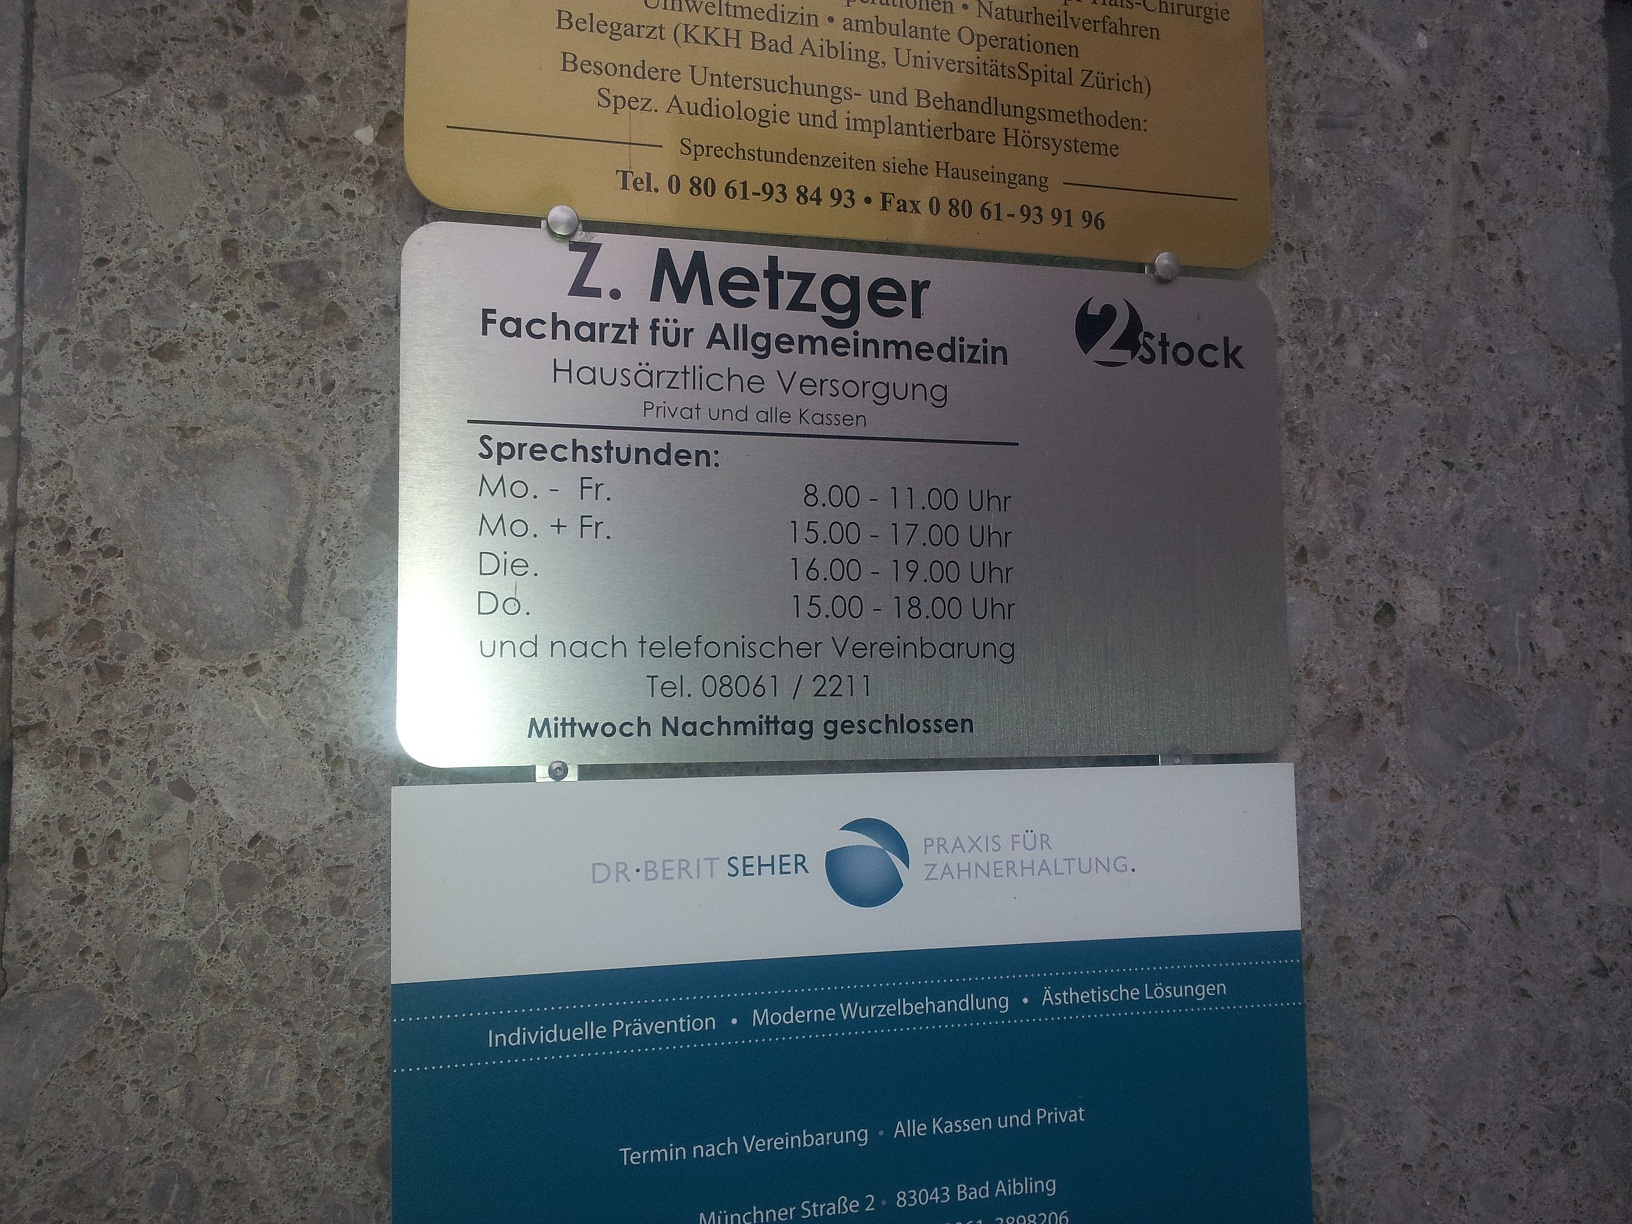 Hals-Chirurgie
• Naturheilverfahren
Umweltmedizin • ambulante Operationen
Belegarzt (KKH Bad Aibling, UniversitätsSpital Zürich)
Besondere Untersuchungs- und Behandlungsmethoden:
Spez. Audiologie und implantierbare Hörsysteme
Sprechstundenzeiten siehe Hauseingang
Tel. 0 80 61-93 84 93 • Fax 0 80 61-93 91 96
Z. Metzger
Facharzt für Allgemeinmedizin
2 Stock
Hausärztliche Versorgung
Privat und alle Kassen
Sprechstunden:
Mo. - Fr. 8.00 - 11.00 Uhr
Mo. + Fr. 15.00 - 17.00 Uhr
Die. 16.00 - 19.00 Uhr
Do. 15.00 - 18.00 Uhr
und nach telefonischer Vereinbarung
Tel. 08061 / 2211
Mittwoch Nachmittag geschlossen
DR·BERIT SEHER
PRAXIS FÜR
ZAHNERHALTUNG.
Individuelle Prävention • Moderne Wurzelbehandlung • Ästhetische Lösungen
Termin nach Vereinbarung • Alle Kassen und Privat
Münchner Straße 2 • 83043 Bad Aibling
3898206